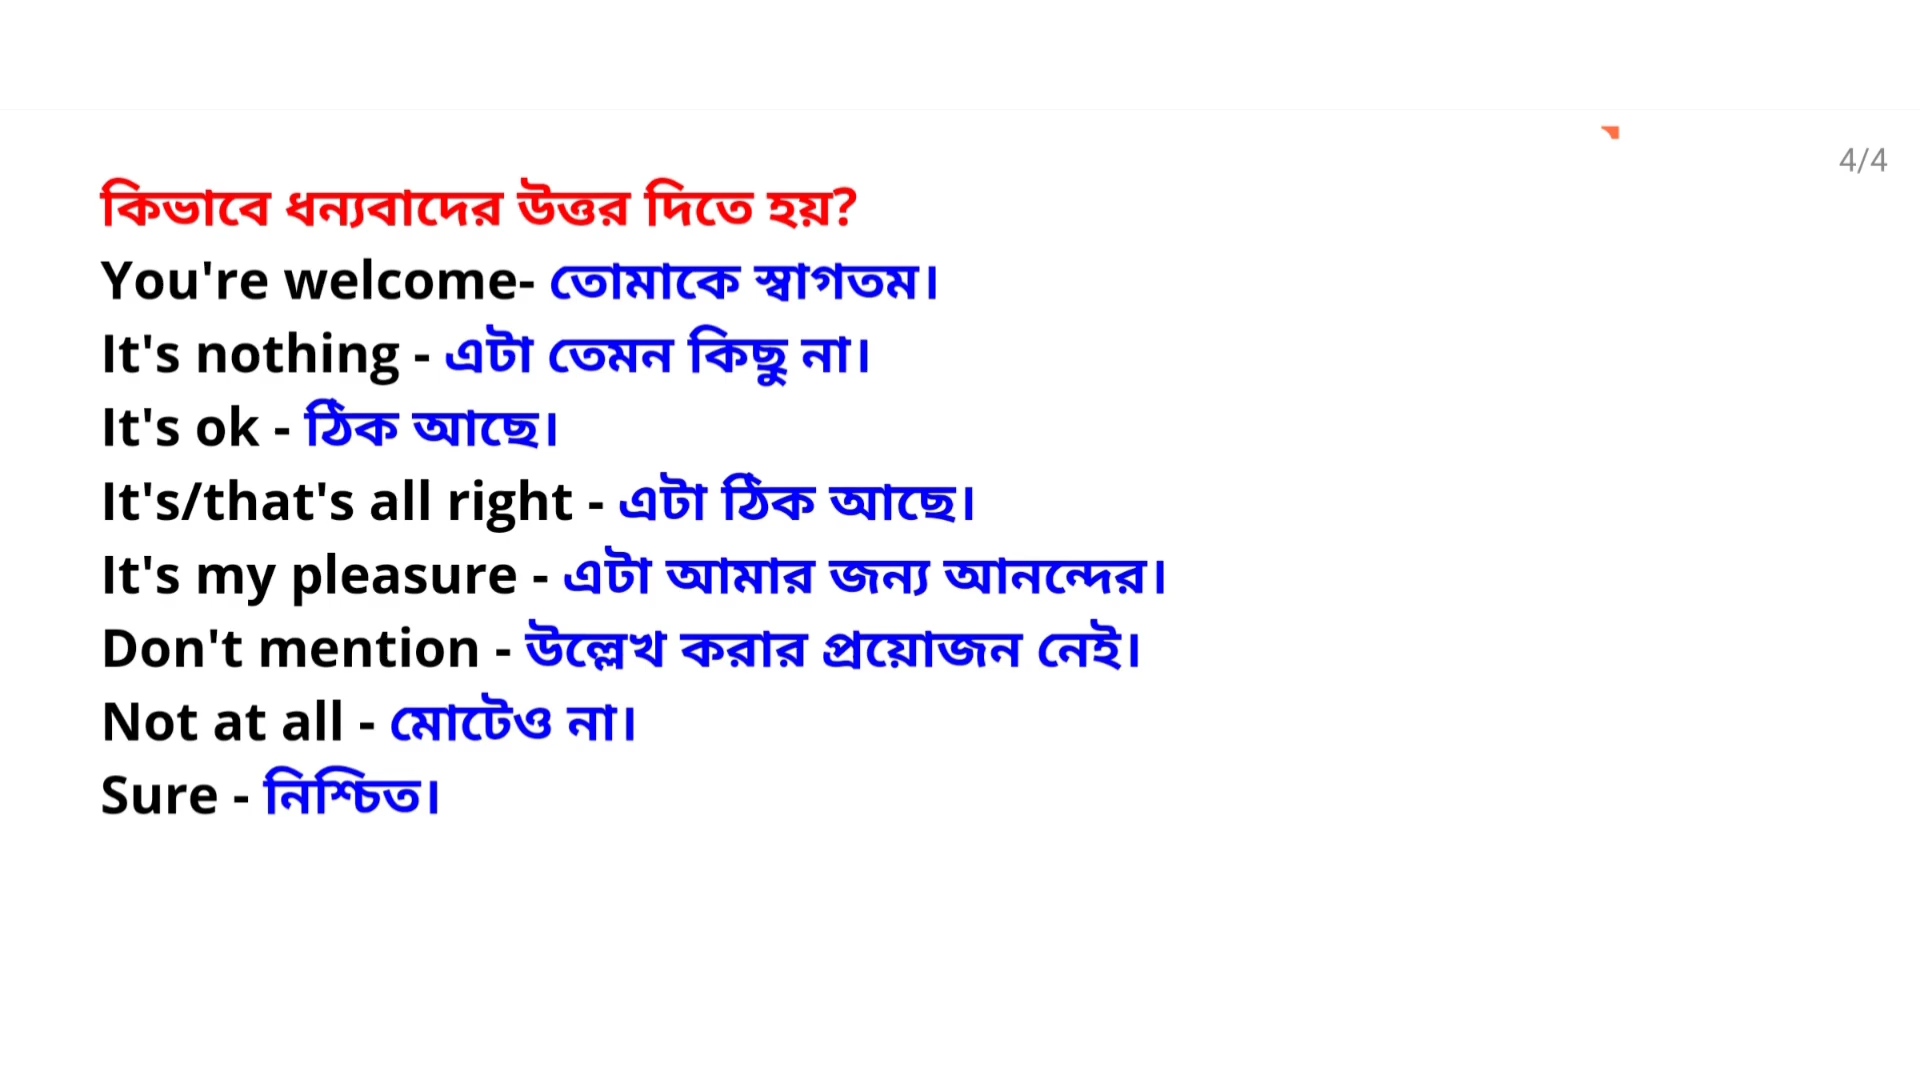 4/4
কিভাবে ধন্যবাদের উত্তর দিতে হয়?
You're welcome- তোমাকে স্বাগতম।
It's nothing - এটা তেমন কিছু না।
It's ok - ঠিক আছে।
It's/that's all right - এটা ঠিক আছে।
It's my pleasure - এটা আমার জন্য আনন্দের।
Don't mention - উল্লেখ করার প্রয়োজন নেই।
Not at all - মোটেও না।
Sure - নিশ্চিত।